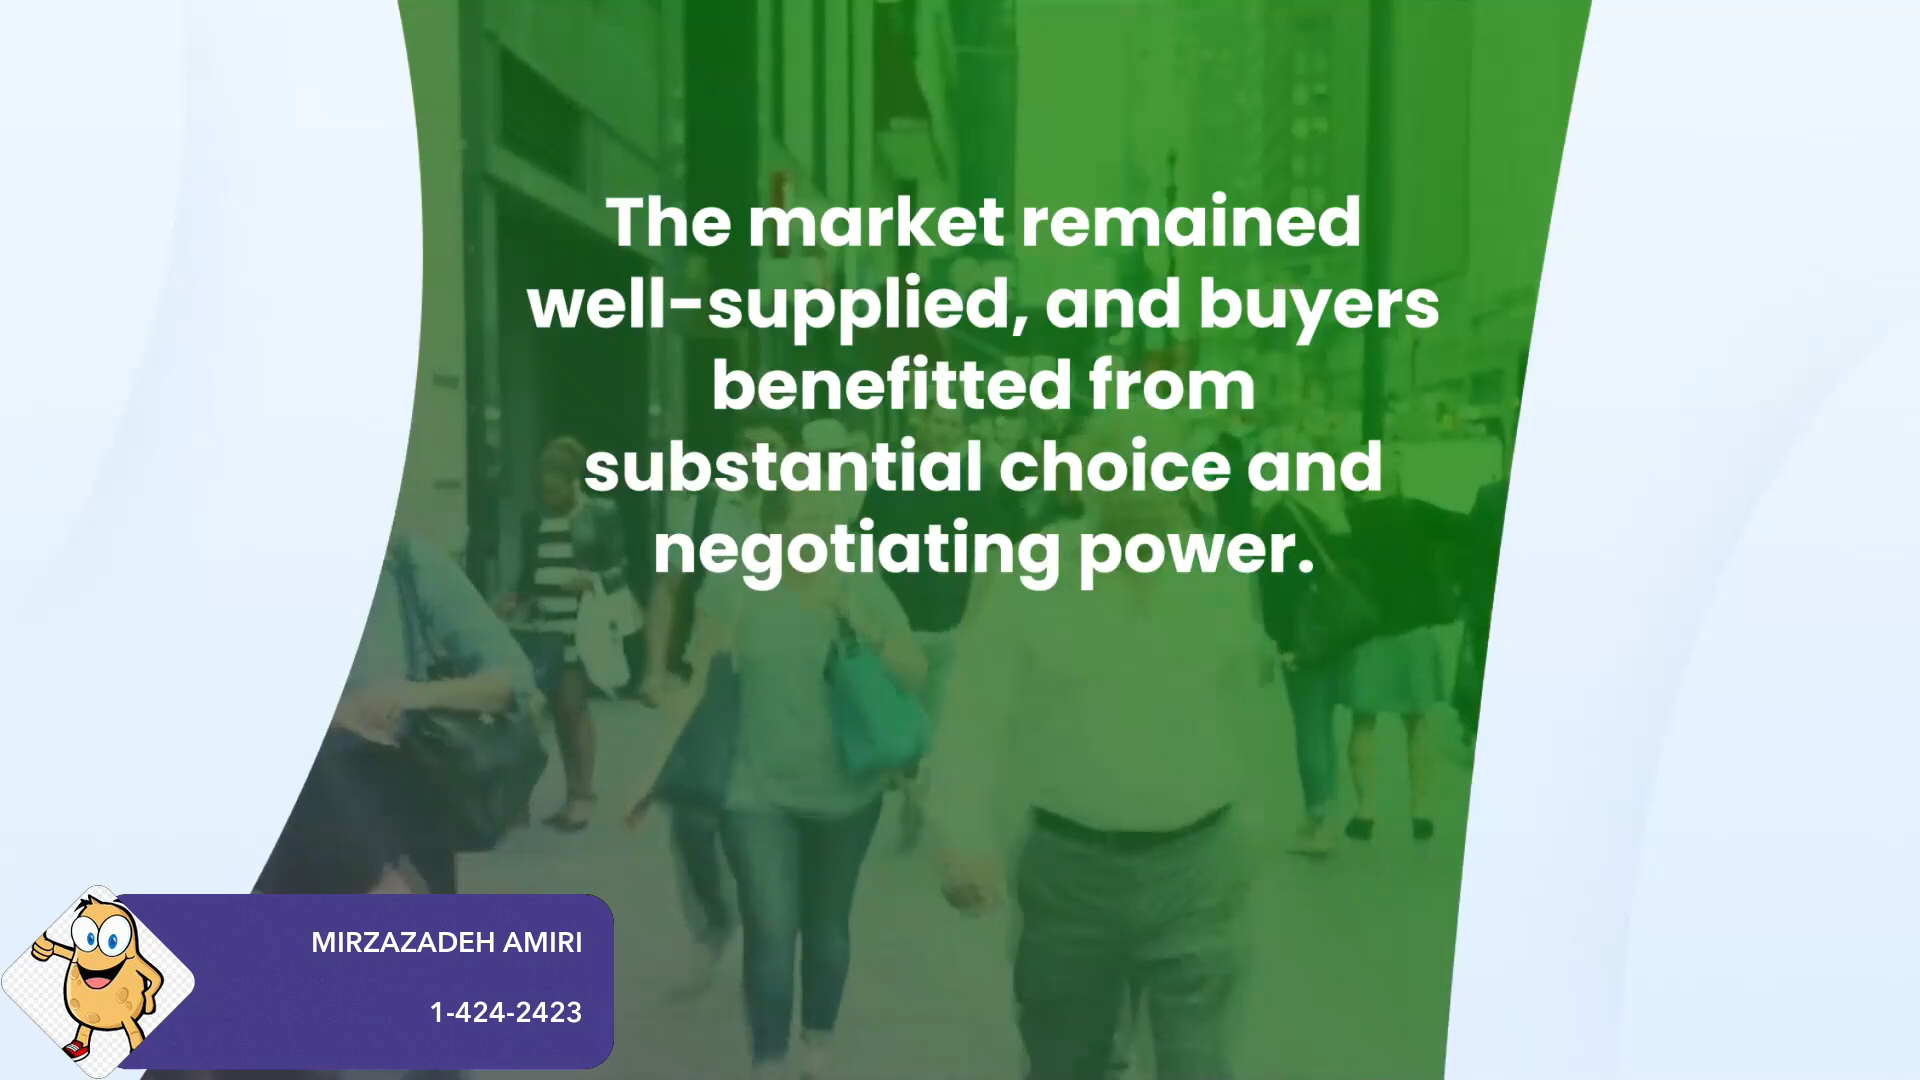 The market remained
well-supplied, and buyers
benefitted from
substantial choice and
negotiating power.
MIRZAZADEH AMIRI
1-424-2423